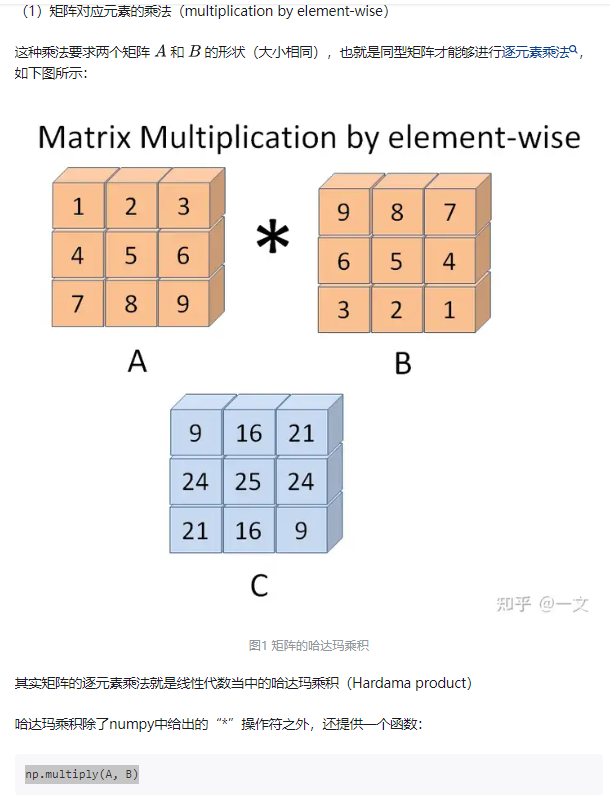 （1）矩阵对应元素的乘法（multiplication by element-wise）
这种乘法要求两个矩阵 A 和 B 的形状（大小相同），也就是同型矩阵才能够进行逐元素乘法，
如下图所示：
Matrix Multiplication by element-wise
1 2 3
4 5 6
7 8 9
A
*
9 8 7
6 5 4
3 2 1
B
9 16 21
24 25 24
21 16 9
C
知乎 @一文
图1 矩阵的哈达玛乘积
其实矩阵的逐元素乘法就是线性代数当中的哈达玛乘积（Hardama product）
哈达玛乘积除了numpy中给出的“*”操作符之外，还提供一个函数：
np.multiply(A, B)